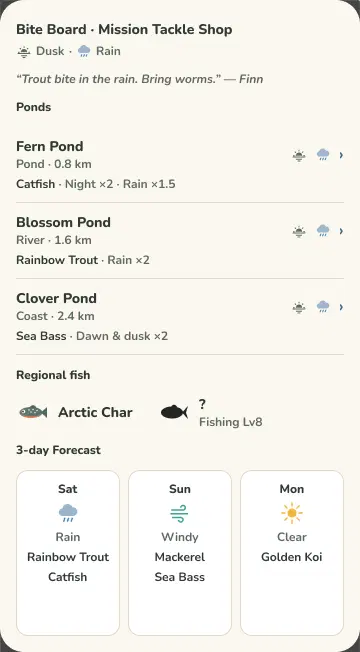 Bite Board · Mission Tackle Shop
Dusk · Rain
“Trout bite in the rain. Bring worms.” — Finn
Ponds
Fern Pond
Pond · 0.8 km
Catfish · Night ×2 · Rain ×1.5
Blossom Pond
River · 1.6 km
Rainbow Trout · Rain ×2
Clover Pond
Coast · 2.4 km
Sea Bass · Dawn & dusk ×2
Regional fish
Arctic Char
?
Fishing Lv8
3-day Forecast
Sat
Rain
Rainbow Trout
Catfish
Sun
Windy
Mackerel
Sea Bass
Mon
Clear
Golden Koi